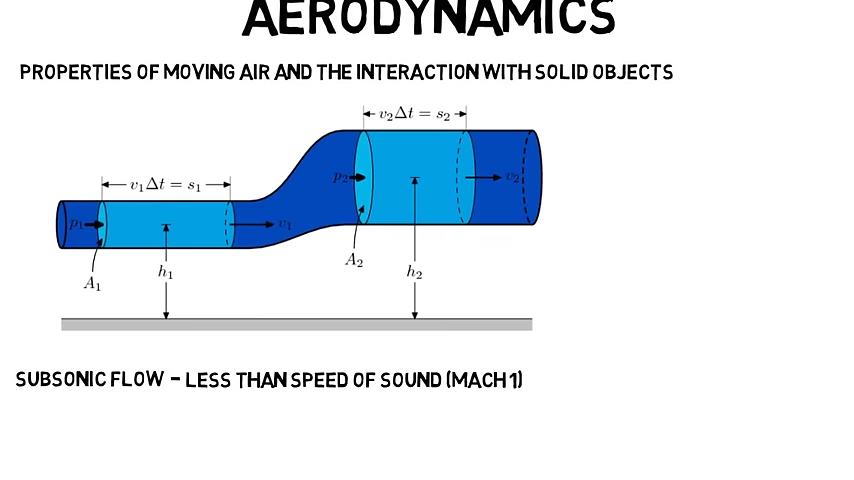 AERODYNAMICS
PROPERTIES OF MOVING AIR AND THE INTERACTION WITH SOLID OBJECTS
v₂Δt = s₂
v₁Δt = s₁
p₂
v₂
p₁
v₁
A₂
h₁
h₂
A₁
SUBSONIC FLOW - LESS THAN SPEED OF SOUND (MACH 1)